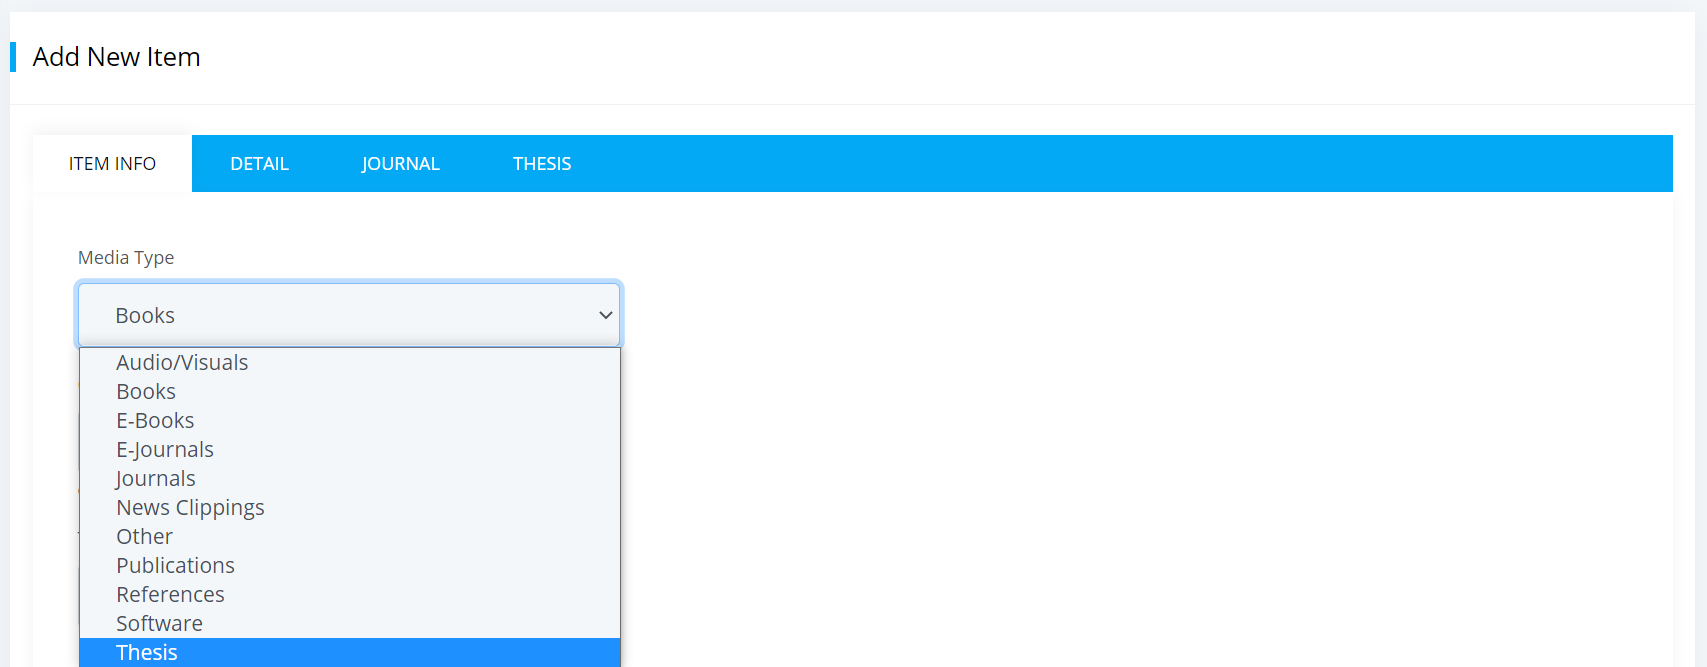 Add New Item
ITEM INFO DETAIL JOURNAL THESIS
Media Type
Books
Audio/Visuals
Books
E-Books
E-Journals
Journals
News Clippings
Other
Publications
References
Software
Thesis